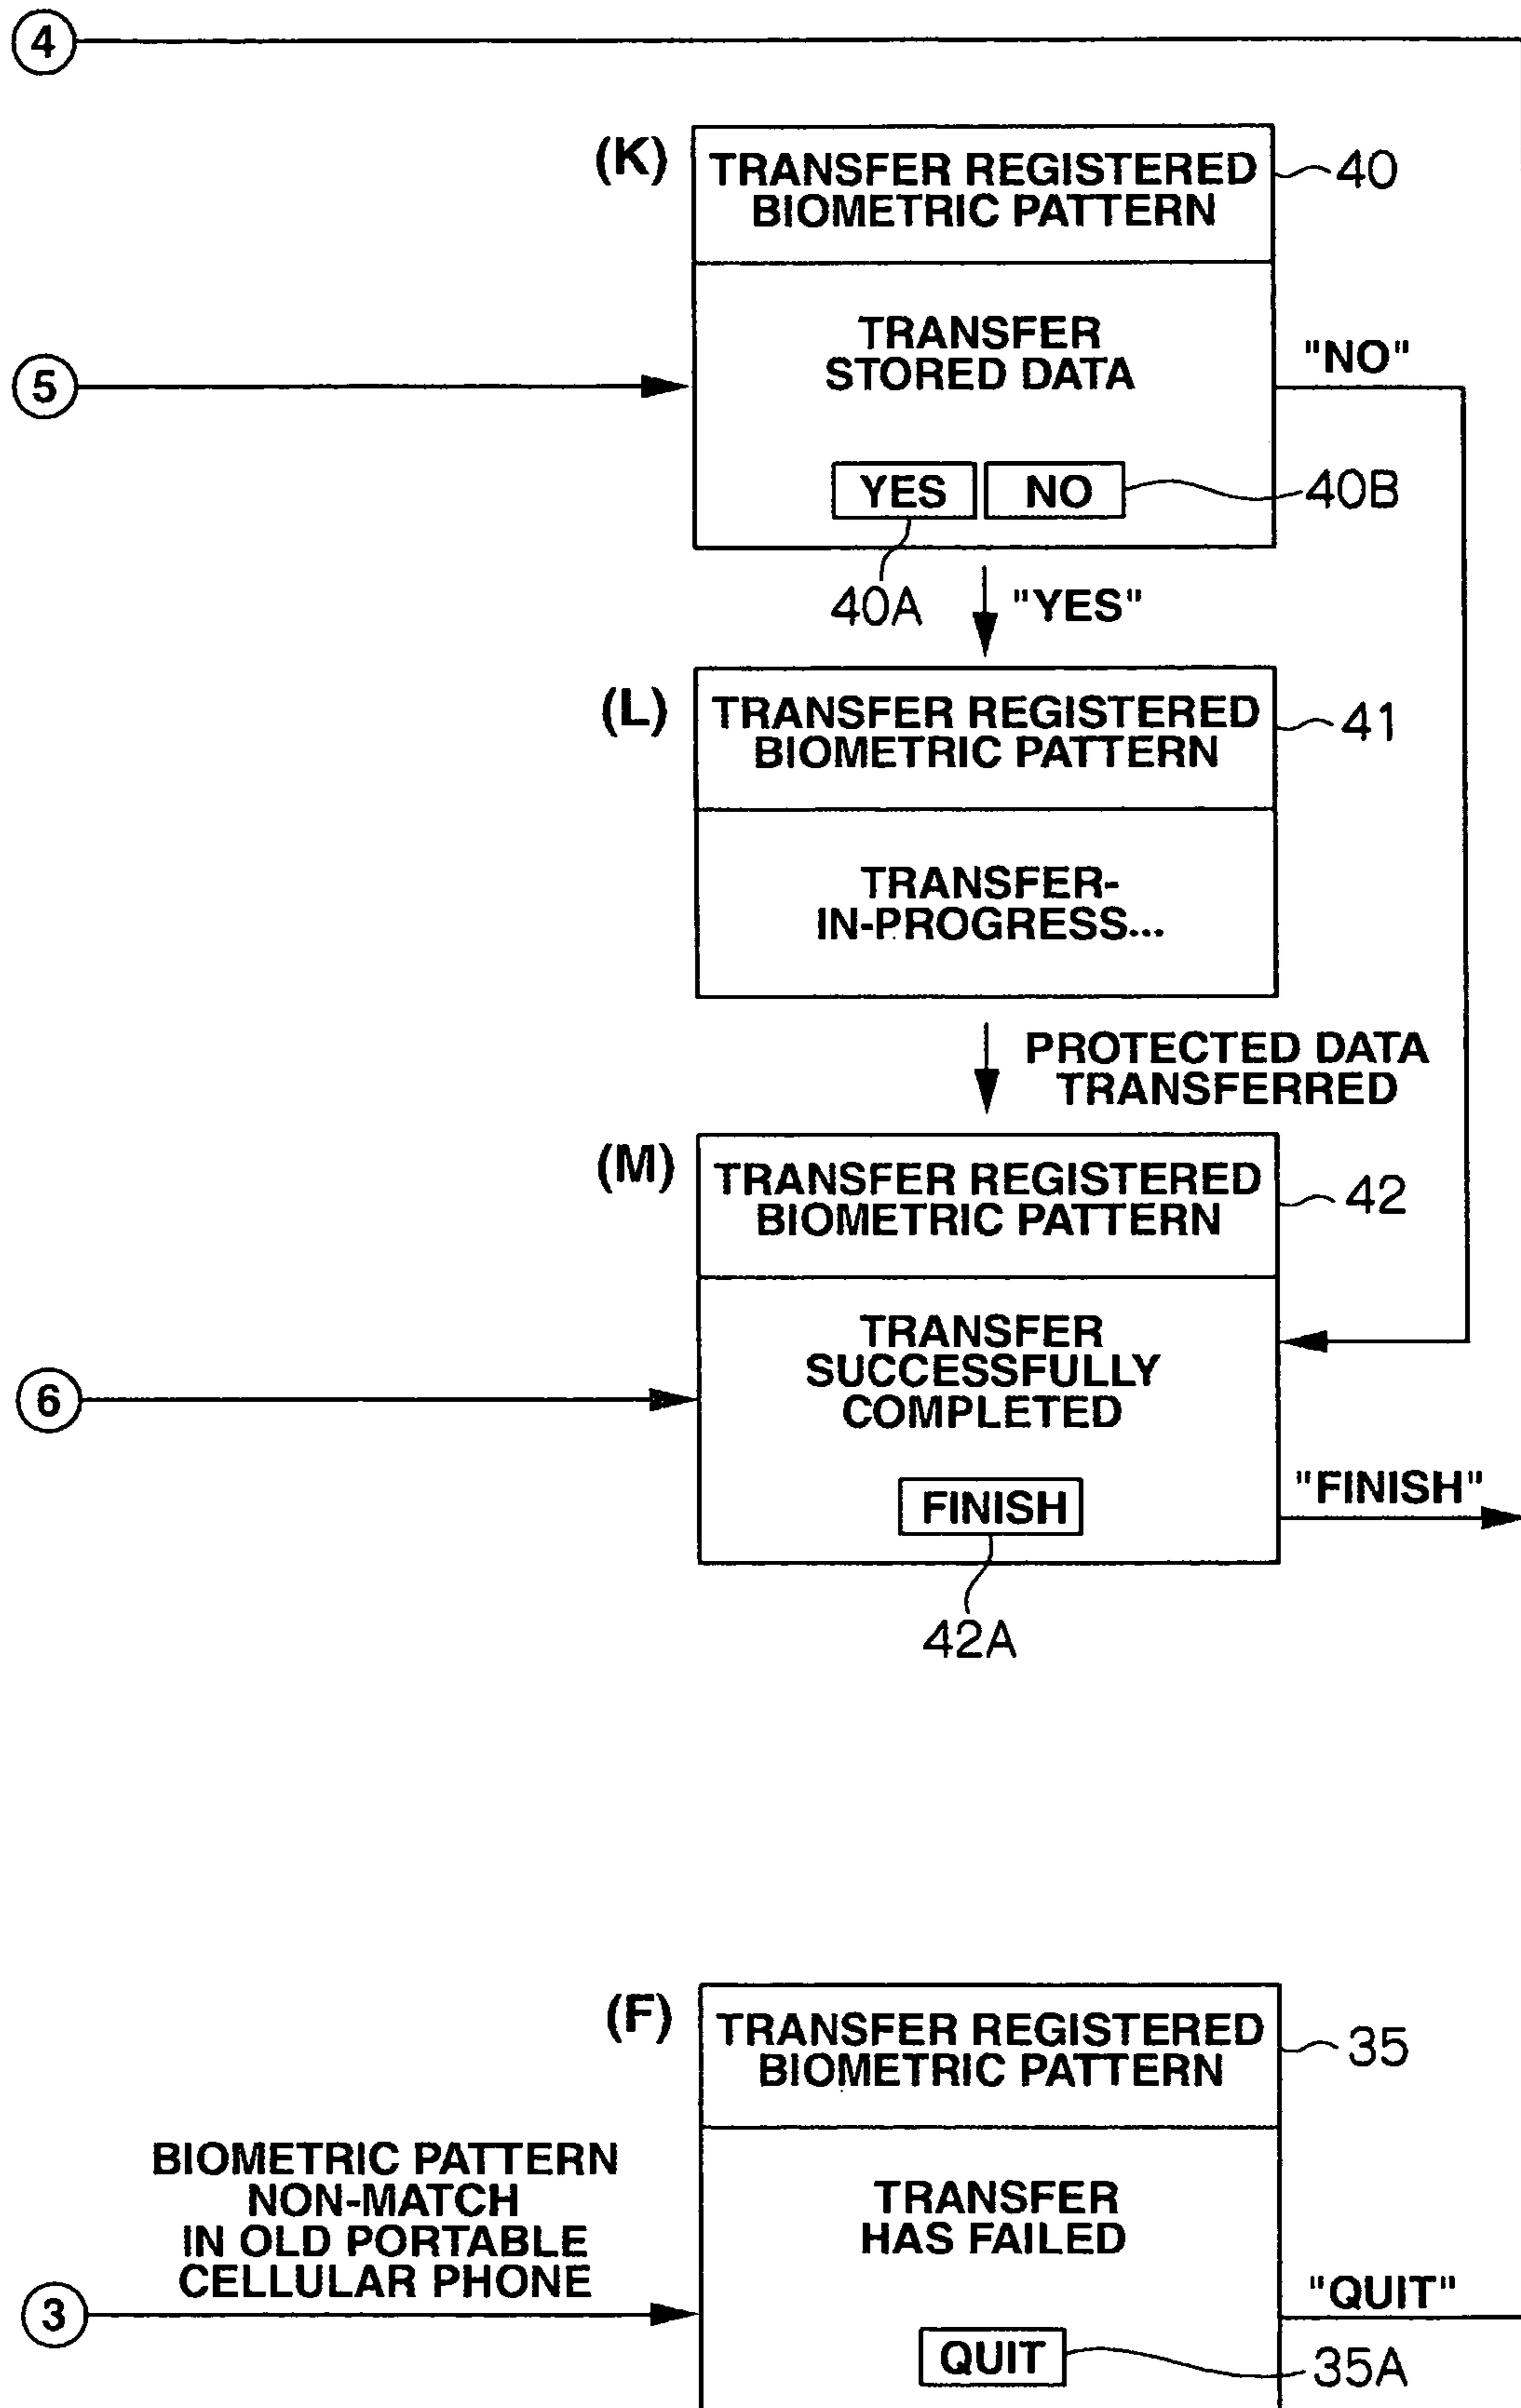 4
(K)
TRANSFER REGISTERED
BIOMETRIC PATTERN
40
TRANSFER
STORED DATA
"NO"
5
YES
NO
40B
40A
"YES"
(L)
TRANSFER REGISTERED
BIOMETRIC PATTERN
41
TRANSFER-
IN-PROGRESS...
PROTECTED DATA
TRANSFERRED
(M)
TRANSFER REGISTERED
BIOMETRIC PATTERN
42
TRANSFER
SUCCESSFULLY
COMPLETED
6
FINISH
"FINISH"
42A
(F)
TRANSFER REGISTERED
BIOMETRIC PATTERN
35
BIOMETRIC PATTERN
NON-MATCH
IN OLD PORTABLE
CELLULAR PHONE
3
TRANSFER
HAS FAILED
"QUIT"
QUIT
35A